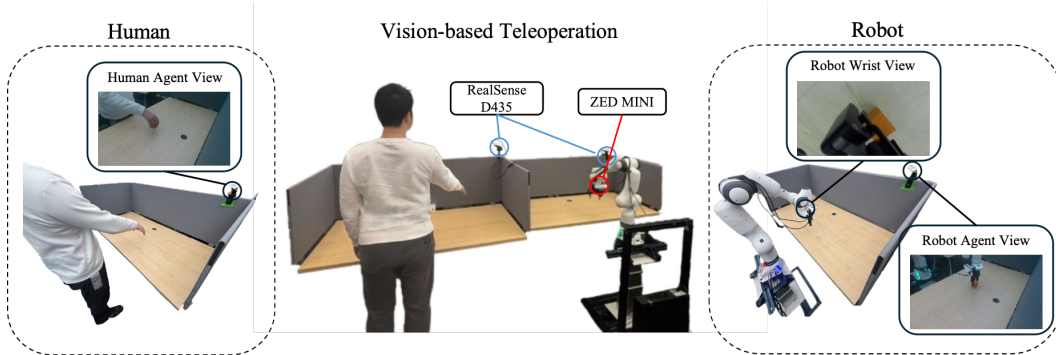 Human
Human Agent View
Vision-based Teleoperation
RealSense
D435
ZED MINI
Robot
Robot Wrist View
Robot Agent View